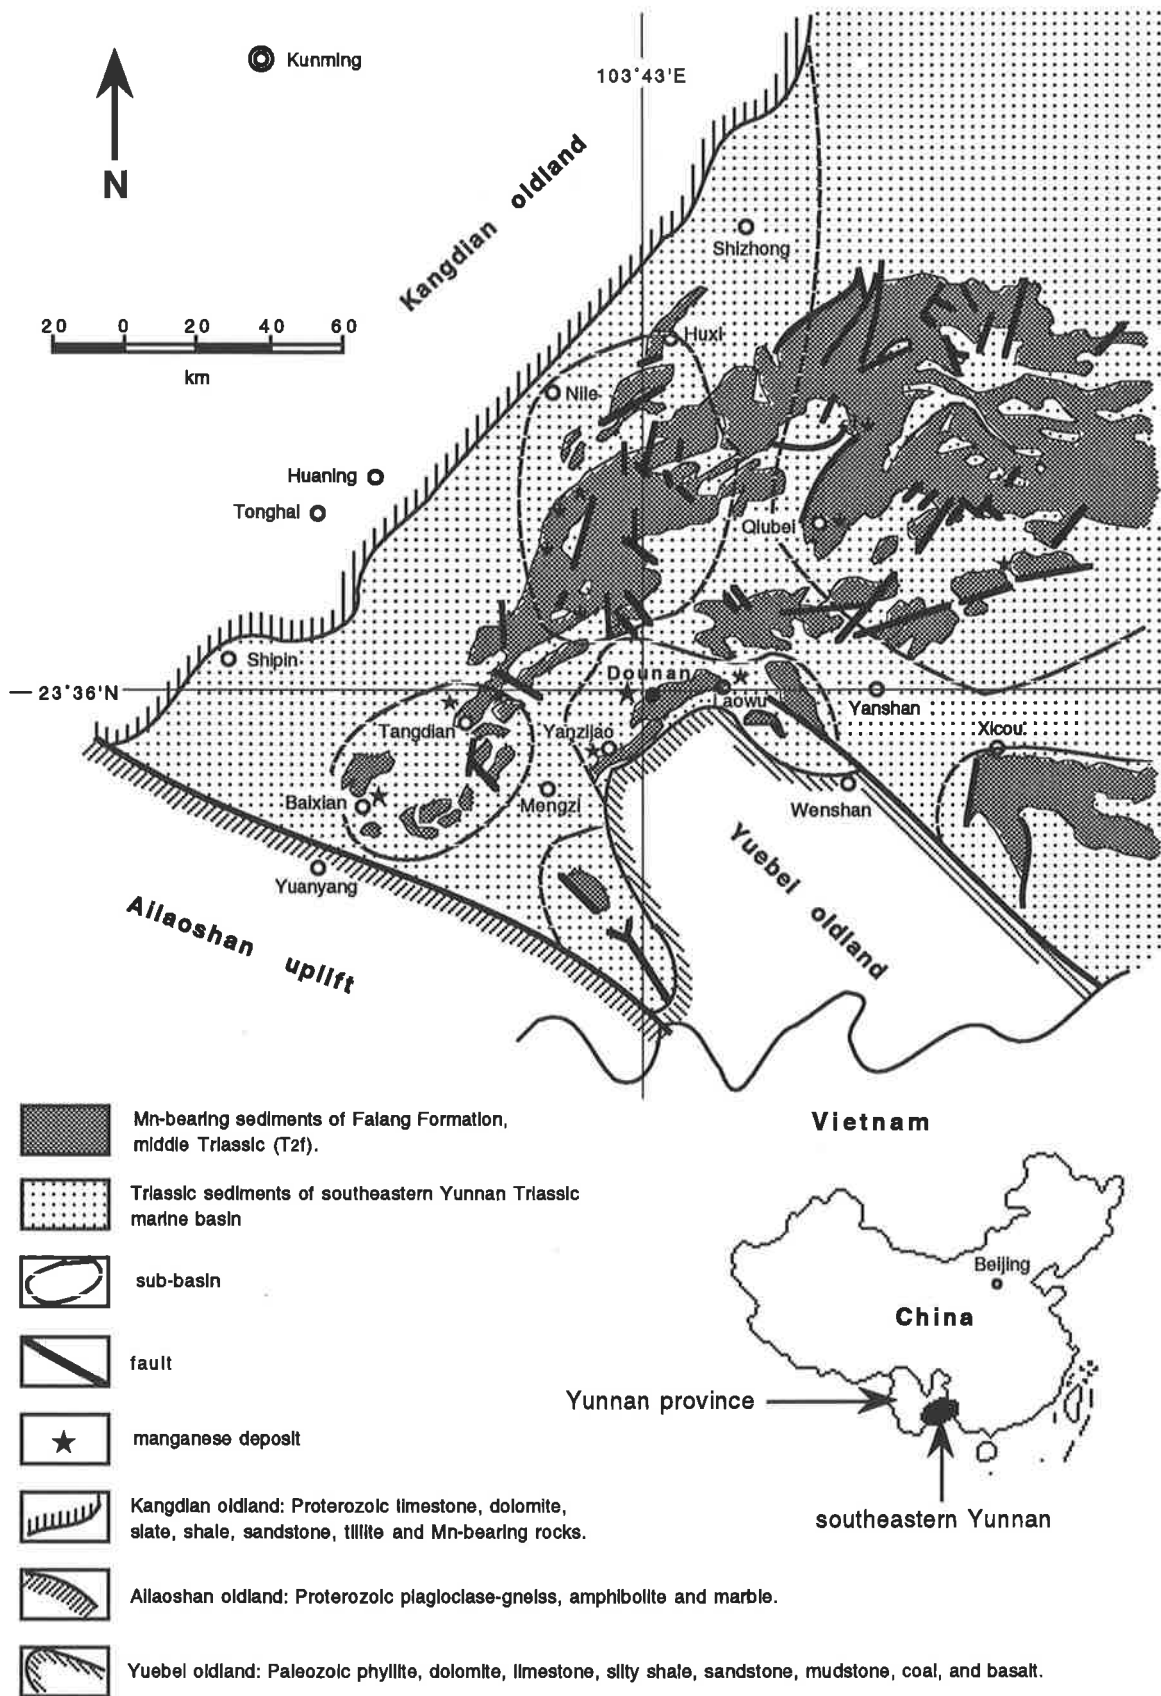 Kunming
103°43'E
N
Kangdian oldland
Shizhong
20 0 20 40 60
km
Huxi
Nile
Huaning
Tonghai
Qiubei
Shipin
23°36'N
Dounan
Laowu
Yanshan
Tangdian
Yanzijao
Xicou
Baixian
Mengzi
Wenshan
Yuanyang
Yuebei oldland
Ailaoshan uplift
Vietnam
Mn-bearing sediments of Falang Formation,
middle Triassic (T2f).
Triassic sediments of southeastern Yunnan Triassic
marine basin
sub-basin
fault
manganese deposit
Kangdian oldland: Proterozoic limestone, dolomite,
slate, shale, sandstone, tillite and Mn-bearing rocks.
Ailaoshan oldland: Proterozoic plagioclase-gneiss, amphibolite and marble.
Yuebei oldland: Paleozoic phyllite, dolomite, limestone, silty shale, sandstone, mudstone, coal, and basalt.
Beijing
China
Yunnan province
southeastern Yunnan